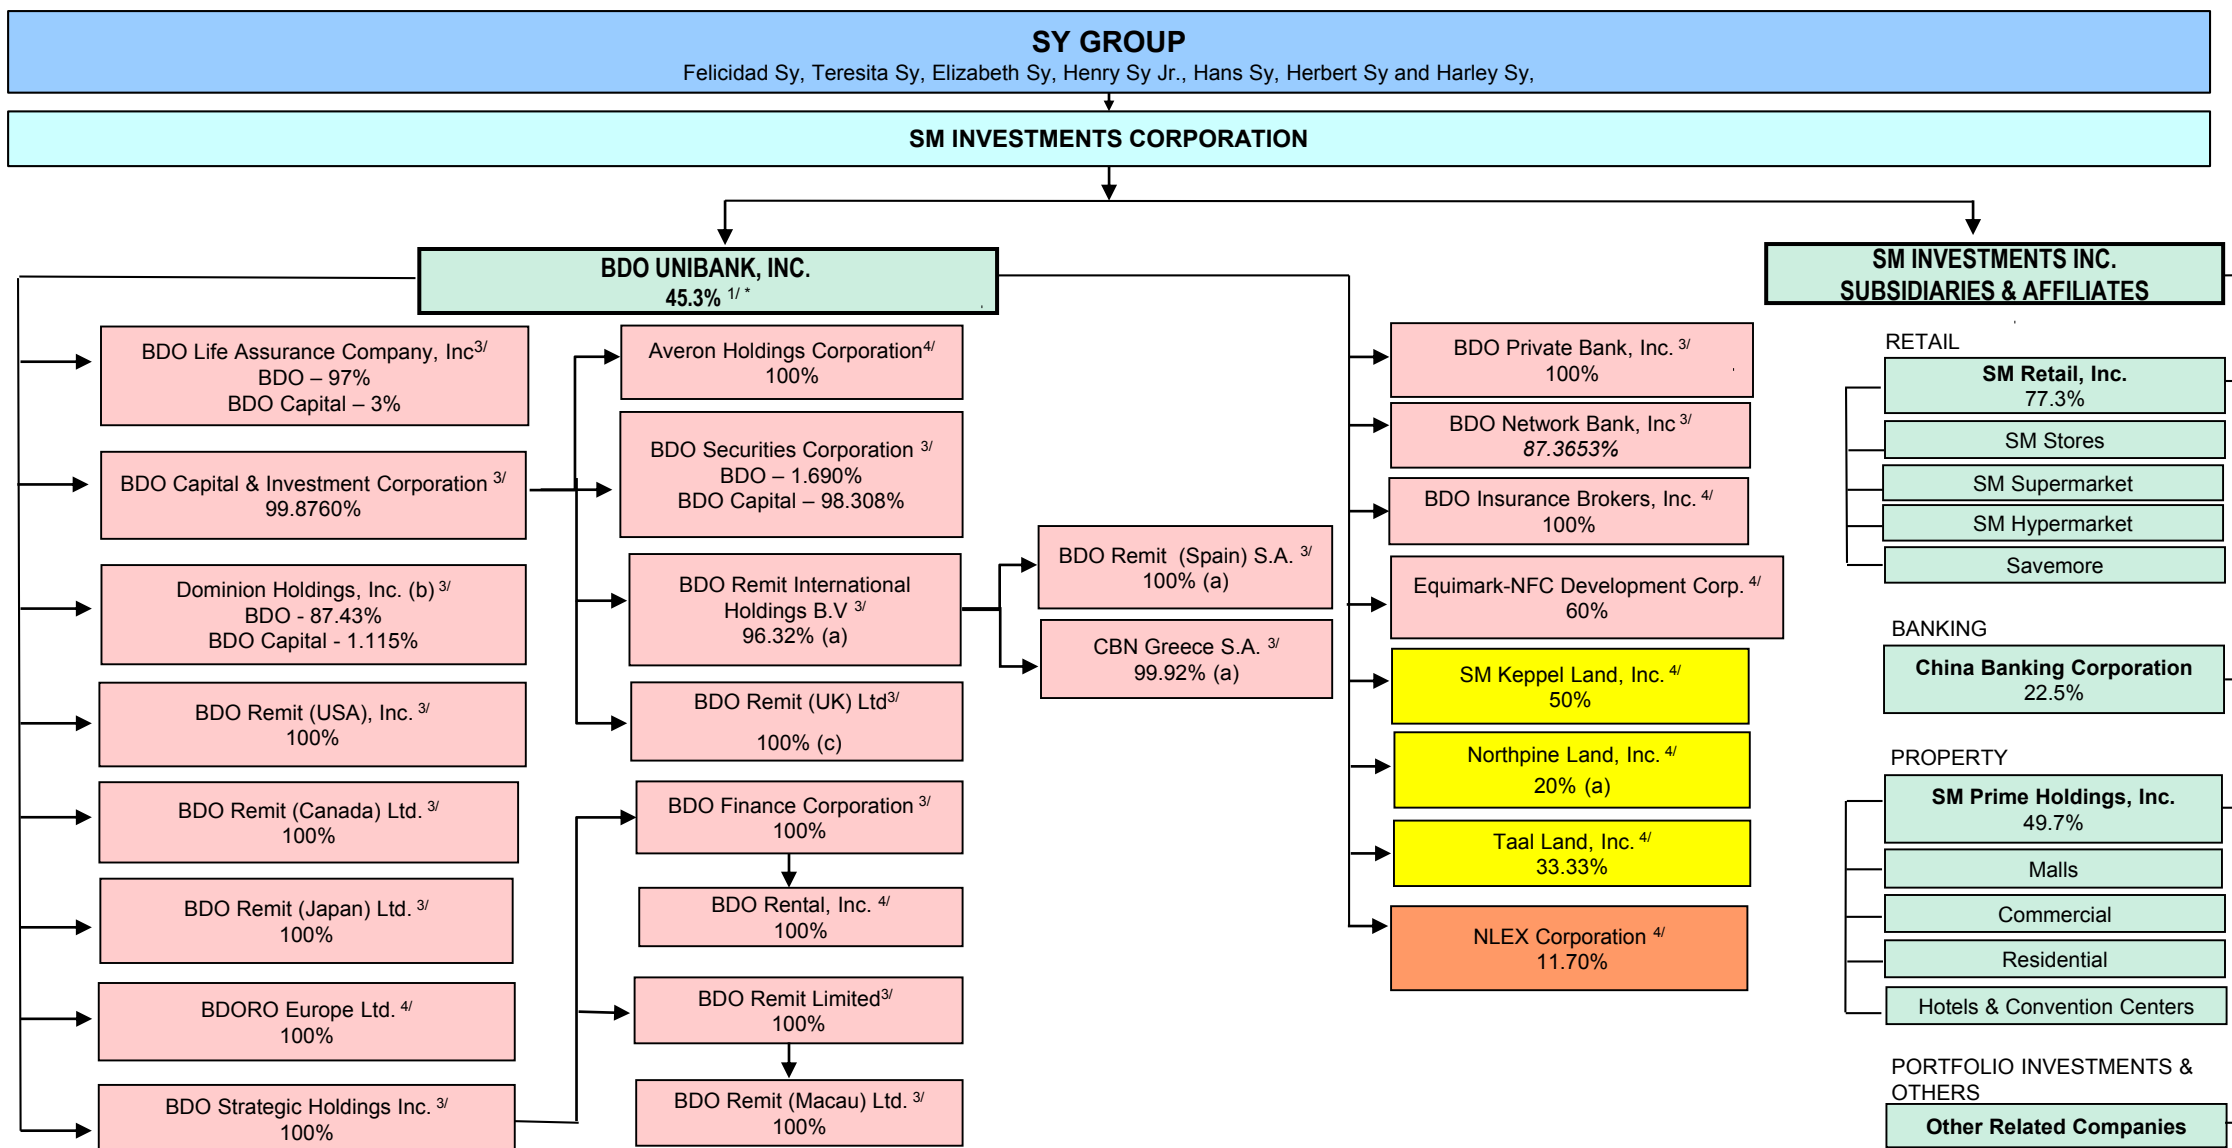 SY GROUP
Felicidad Sy, Teresita Sy, Elizabeth Sy, Henry Sy Jr., Hans Sy, Herbert Sy and Harley Sy,
SM INVESTMENTS CORPORATION
BDO UNIBANK, INC.
45.3% 1/ *
SM INVESTMENTS INC.
SUBSIDIARIES & AFFILIATES
BDO Life Assurance Company, Inc3/
BDO – 97%
BDO Capital – 3%
BDO Capital & Investment Corporation 3/
99.8760%
Dominion Holdings, Inc. (b) 3/
BDO - 87.43%
BDO Capital - 1.115%
BDO Remit (USA), Inc. 3/
100%
BDO Remit (Canada) Ltd. 3/
100%
BDO Remit (Japan) Ltd. 3/
100%
BDORO Europe Ltd. 4/
100%
BDO Strategic Holdings Inc. 3/
100%
Averon Holdings Corporation4/
100%
BDO Securities Corporation 3/
BDO – 1.690%
BDO Capital – 98.308%
BDO Remit International
Holdings B.V 3/
96.32% (a)
BDO Remit (UK) Ltd3/
100% (c)
BDO Finance Corporation 3/
100%
BDO Rental, Inc. 4/
100%
BDO Remit Limited3/
100%
BDO Remit (Macau) Ltd. 3/
100%
BDO Remit (Spain) S.A. 3/
100% (a)
CBN Greece S.A. 3/
99.92% (a)
BDO Private Bank, Inc. 3/
100%
BDO Network Bank, Inc 3/
87.3653%
BDO Insurance Brokers, Inc. 4/
100%
Equimark-NFC Development Corp. 4/
60%
SM Keppel Land, Inc. 4/
50%
Northpine Land, Inc. 4/
20% (a)
Taal Land, Inc. 4/
33.33%
NLEX Corporation 4/
11.70%
RETAIL
SM Retail, Inc.
77.3%
SM Stores
SM Supermarket
SM Hypermarket
Savemore
BANKING
China Banking Corporation
22.5%
PROPERTY
SM Prime Holdings, Inc.
49.7%
Malls
Commercial
Residential
Hotels & Convention Centers
PORTFOLIO INVESTMENTS &
OTHERS
Other Related Companies